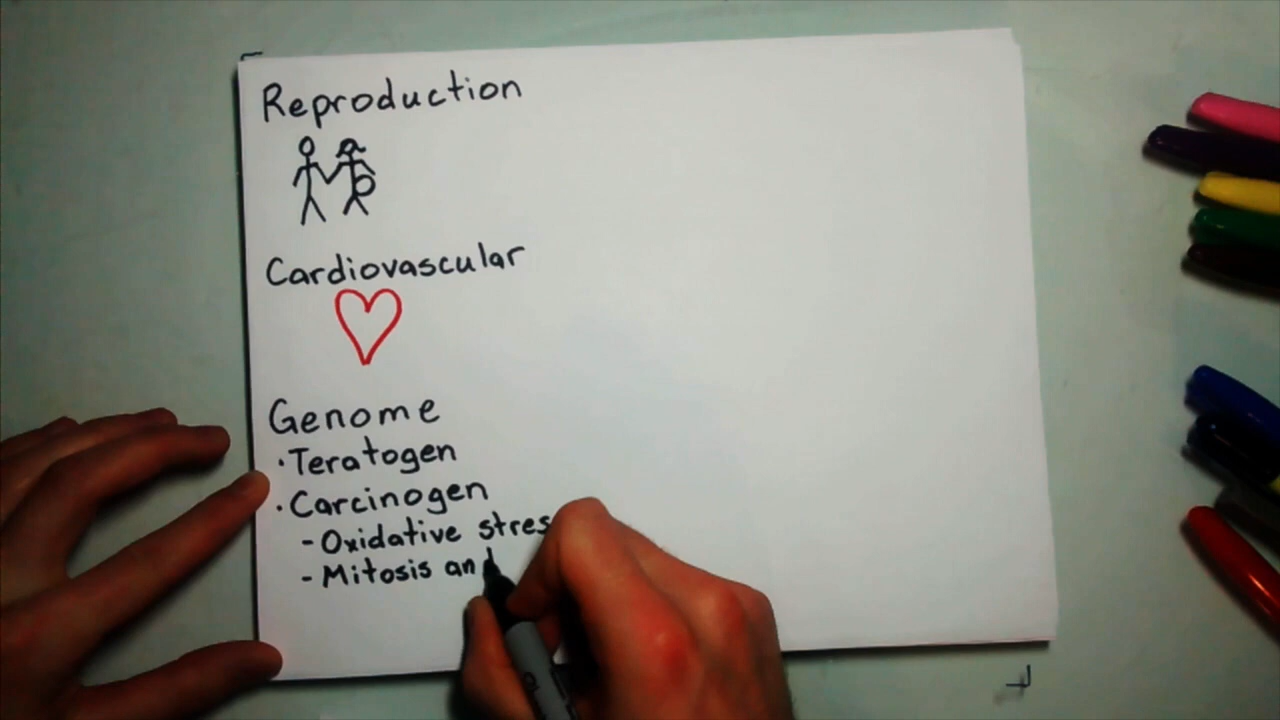 Reproduction
Cardiovascular
Genome
·Teratogen
·Carcinogen
-Oxidative stres
-Mitosis an